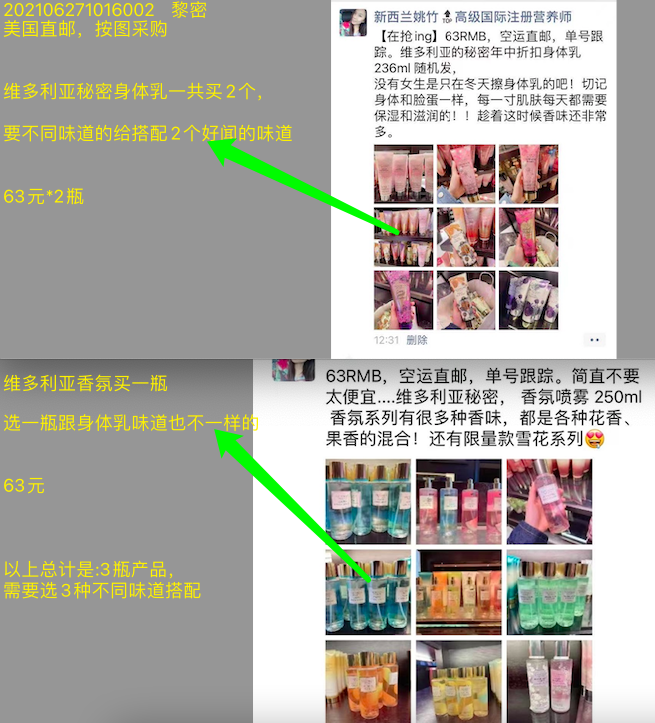 202106271016002 黎密
美国直邮，按图采购
维多利亚秘密身体乳一共买2个，
要不同味道的给搭配2个好闻的味道
63元*2瓶
新西兰姚竹高级国际注册营养师
【在抢ing】63RMB，空运直邮，单号跟
踪。维多利亚的秘密年中折扣身体乳
236ml 随机发，
没有女生是只在冬天擦身体乳的吧！切记
身体和脸蛋一样，每一寸肌肤每天都需要
保湿和滋润的！！趁着这时候香味还非常
多。
12:31 删除
维多利亚香氛买一瓶
选一瓶跟身体乳味道也不一样的
63元
以上总计是:3瓶产品，
需要选3种不同味道搭配
63RMB，空运直邮，单号跟踪。简直不要
太便宜....维多利亚秘密， 香氛喷雾 250ml
香氛系列有很多种香味，都是各种花香、
果香的混合！还有限量款雪花系列😍